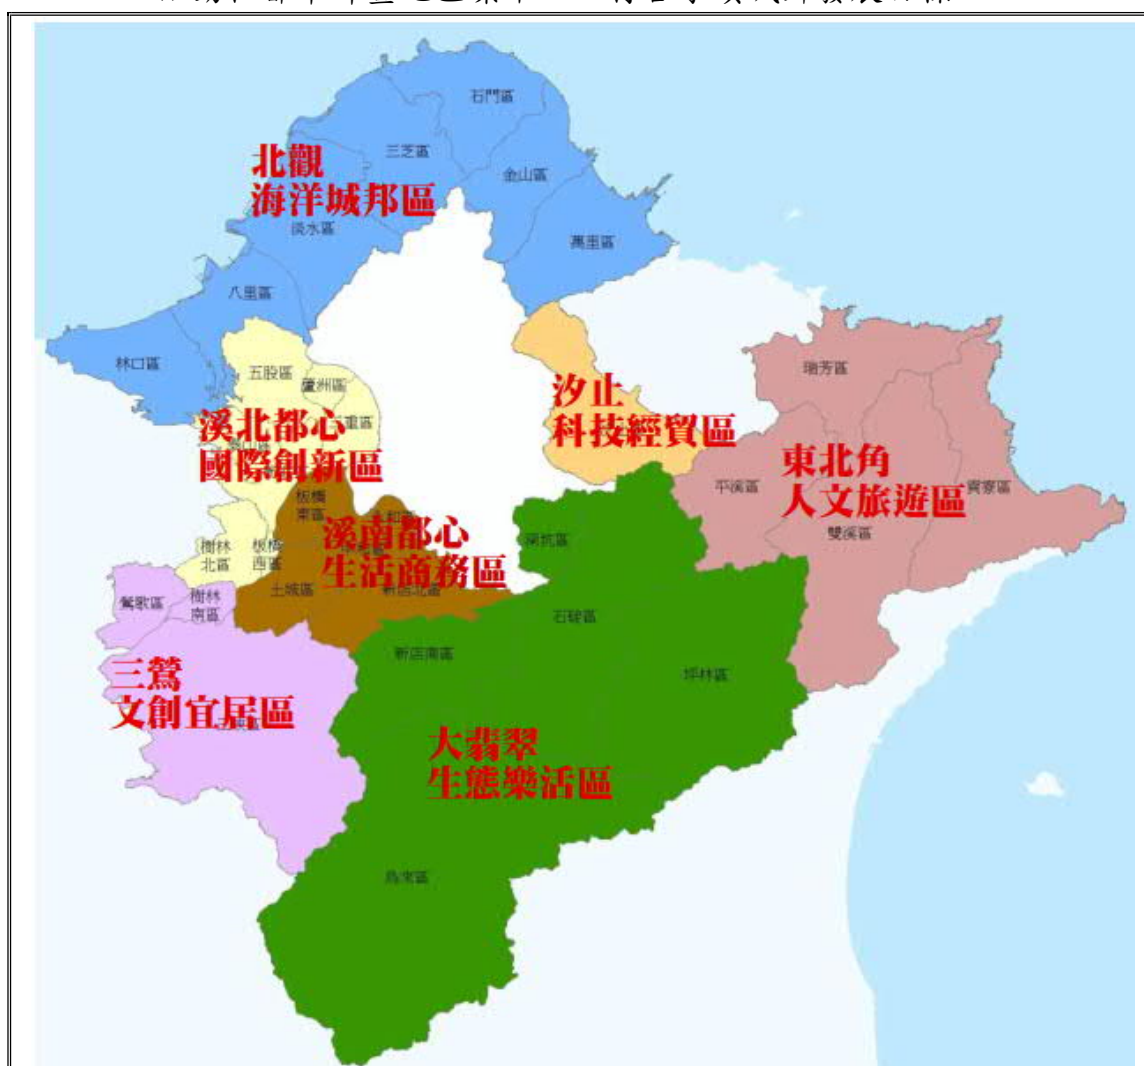 石門區
三芝區
金山區
北觀
海洋城邦區
淡水區
萬里區
八里區
林口區
瑞芳區
五股區
蘆洲區
汐止
科技經貿區
溪北都心
國際創新區
重區
東北角
人文旅遊區
平溪區
貢寮區
雙溪區
板橋
東區
溪南都心
生活商務區
深坑區
樹林
北區
板橋
西區
鶯歌區
樹林
南區
土城區
新店北區
石碇區
新店南區
坪林區
三鶯
文創宜居區
大翡翠
生態樂活區
烏來區